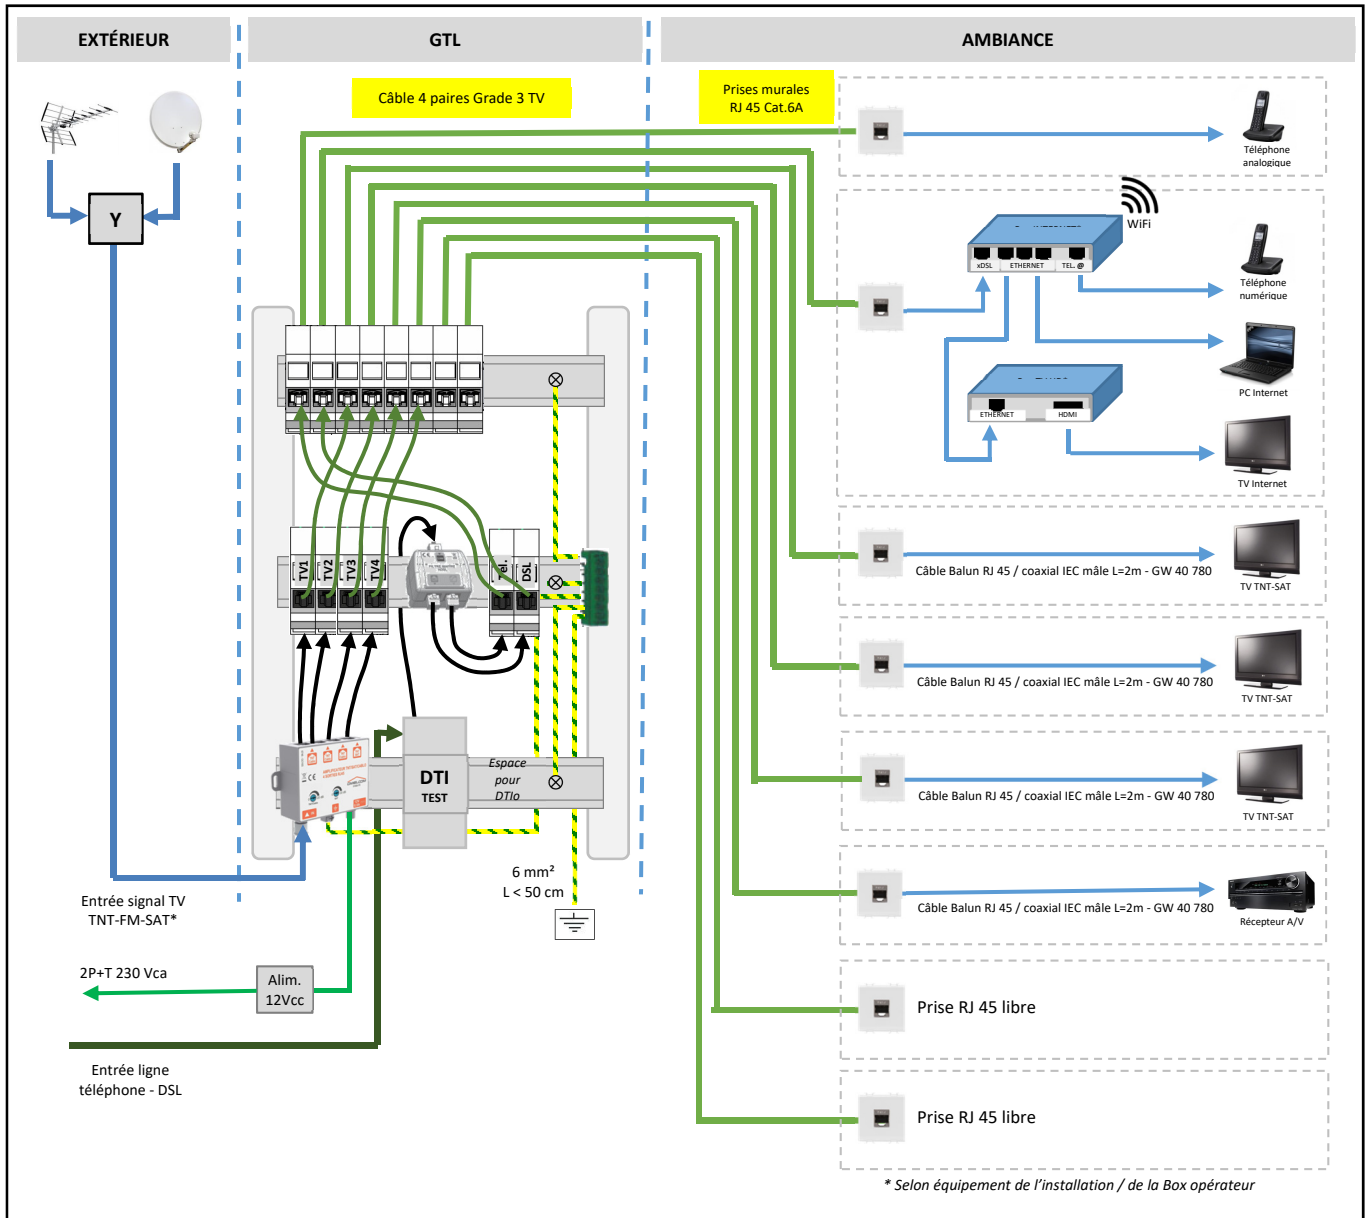 EXTÉRIEUR
GTL
AMBIANCE
Câble 4 paires Grade 3 TV
Prises murales
RJ 45 Cat.6A
Téléphone
analogique
Y
WiFi
xDSL
ETHERNET
TEL. @
Téléphone
numérique
PC Internet
ETHERNET
HDMI
TV Internet
TV1
TV2
TV3
TV4
Tél.
DSL
Câble Balun RJ 45 / coaxial IEC mâle L=2m - GW 40 780
TV TNT-SAT
Câble Balun RJ 45 / coaxial IEC mâle L=2m - GW 40 780
TV TNT-SAT
DTI
TEST
Espace
pour
DTIo
Câble Balun RJ 45 / coaxial IEC mâle L=2m - GW 40 780
TV TNT-SAT
6 mm²
L < 50 cm
Entrée signal TV
TNT-FM-SAT*
Câble Balun RJ 45 / coaxial IEC mâle L=2m - GW 40 780
Récepteur A/V
2P+T 230 Vca
Alim.
12Vcc
Prise RJ 45 libre
Entrée ligne
téléphone - DSL
Prise RJ 45 libre
* Selon équipement de l'installation / de la Box opérateur